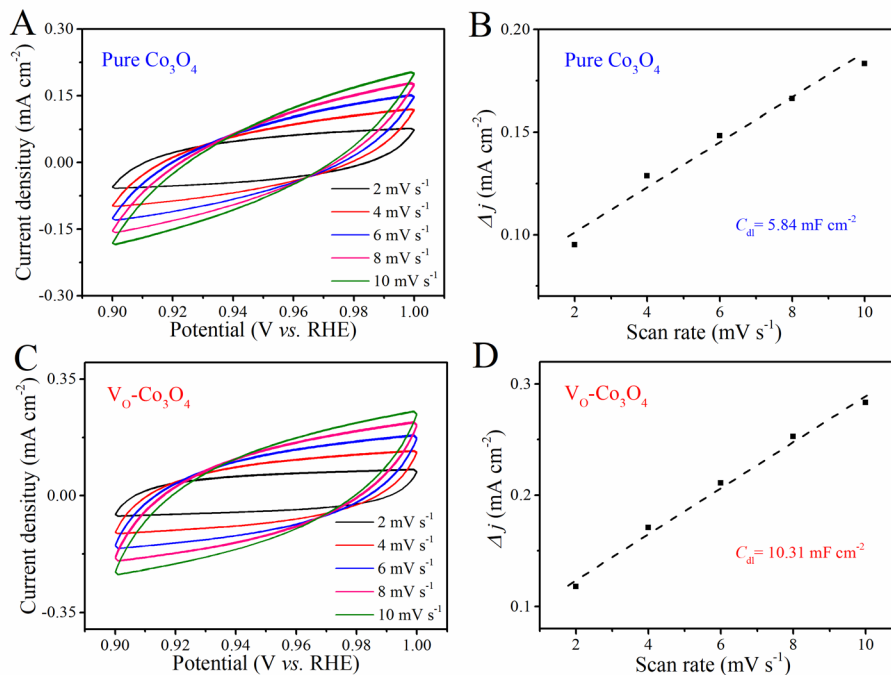 A
Pure Co₃O₄
0.30
0.15
0.00
-0.15
-0.30
Current densituy (mA cm⁻²)
2 mV s⁻¹
4 mV s⁻¹
6 mV s⁻¹
8 mV s⁻¹
10 mV s⁻¹
0.90 0.92 0.94 0.96 0.98 1.00
Potential (V vs. RHE)
B
Pure Co₃O₄
0.20
0.15
0.10
Δj (mA cm⁻²)
C_dl= 5.84 mF cm⁻²
2 4 6 8 10
Scan rate (mV s⁻¹)
C
V_O-Co₃O₄
0.35
0.00
-0.35
Current densituy (mA cm⁻²)
2 mV s⁻¹
4 mV s⁻¹
6 mV s⁻¹
8 mV s⁻¹
10 mV s⁻¹
0.90 0.92 0.94 0.96 0.98 1.00
Potential (V vs. RHE)
D
V_O-Co₃O₄
0.3
0.2
0.1
Δj (mA cm⁻²)
C_dl= 10.31 mF cm⁻²
2 4 6 8 10
Scan rate (mV s⁻¹)